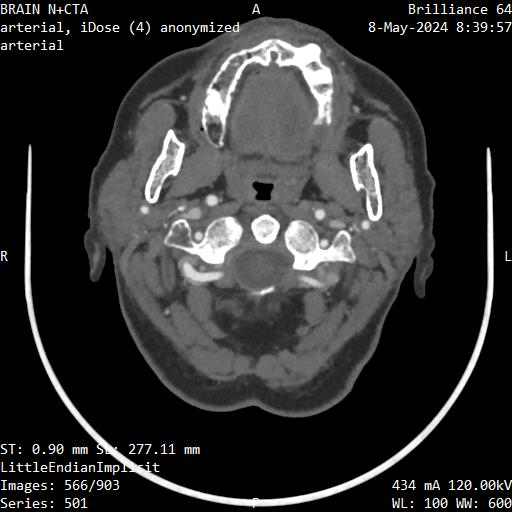 BRAIN N+CTA
arterial, iDose (4) anonymized
arterial
A
Brilliance 64
8-May-2024 8:39:57
R
L
ST: 0.90 mm SL: 277.11 mm
LittleEndianImplicit
Images: 566/903
Series: 501
P
434 mA 120.00kV
WL: 100 WW: 600